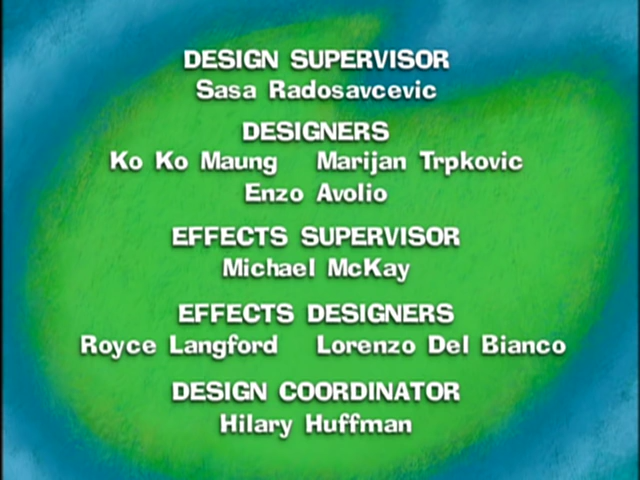 DESIGN SUPERVISOR
Sasa Radosavcevic
DESIGNERS
Ko Ko Maung Marijan Trpkovic
Enzo Avolio
EFFECTS SUPERVISOR
Michael McKay
EFFECTS DESIGNERS
Royce Langford Lorenzo Del Bianco
DESIGN COORDINATOR
Hilary Huffman